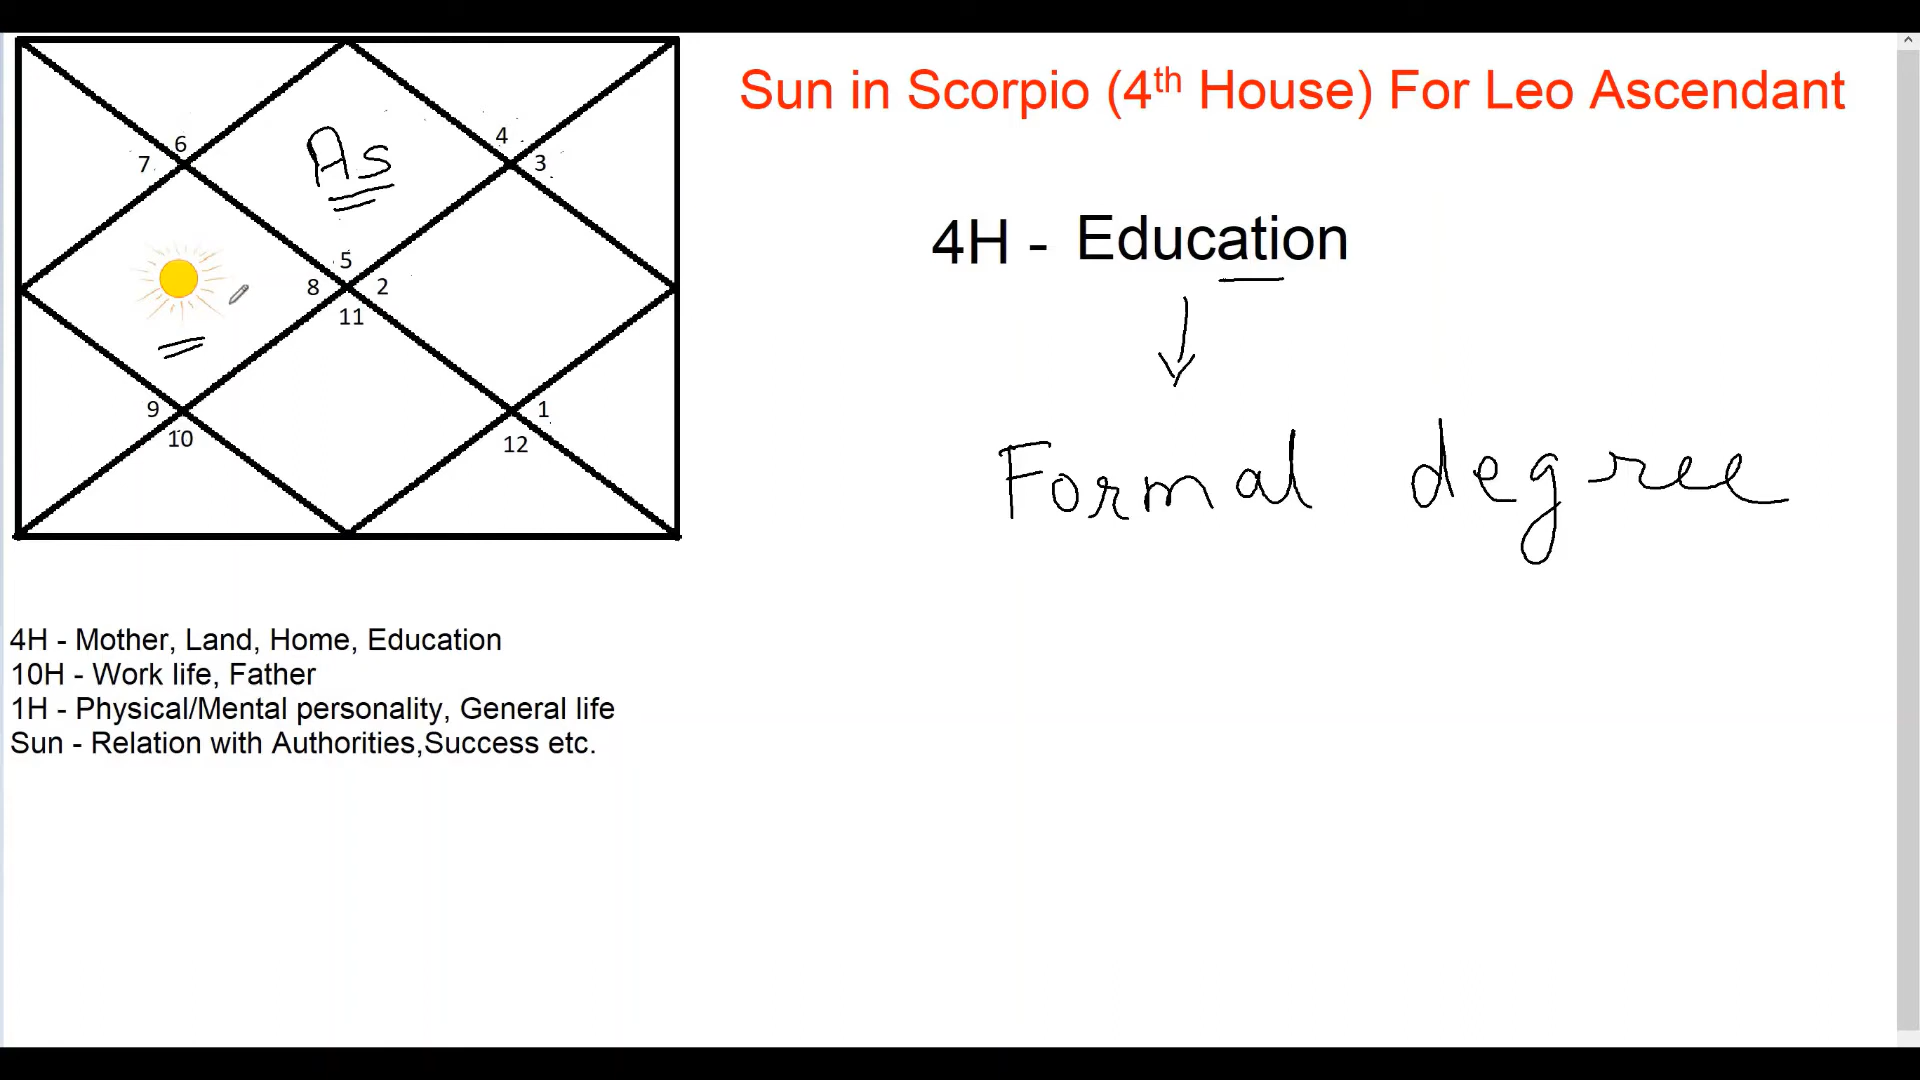 Sun in Scorpio (4th House) For Leo Ascendant
As
6
7
4
3
5
8
2
11
9
10
1
12
4H - Education
Formal degree
4H - Mother, Land, Home, Education
10H - Work life, Father
1H - Physical/Mental personality, General life
Sun - Relation with Authorities,Success etc.